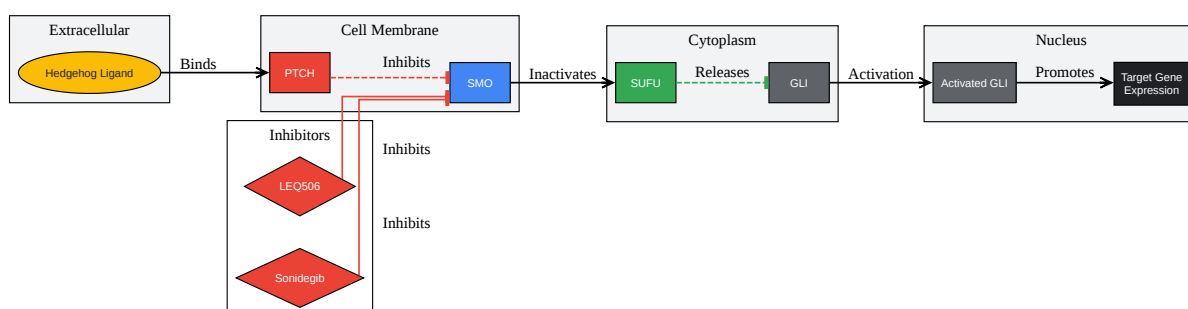 Extracellular
Hedgehog Ligand
Binds
Cell Membrane
PTCH
Inhibits
SMO
Inactivates
Cytoplasm
SUFU
Releases
GLI
Activation
Nucleus
Activated GLI
Promotes
Target Gene
Expression
Inhibitors
LEQ506
Inhibits
Sonidegib
Inhibits